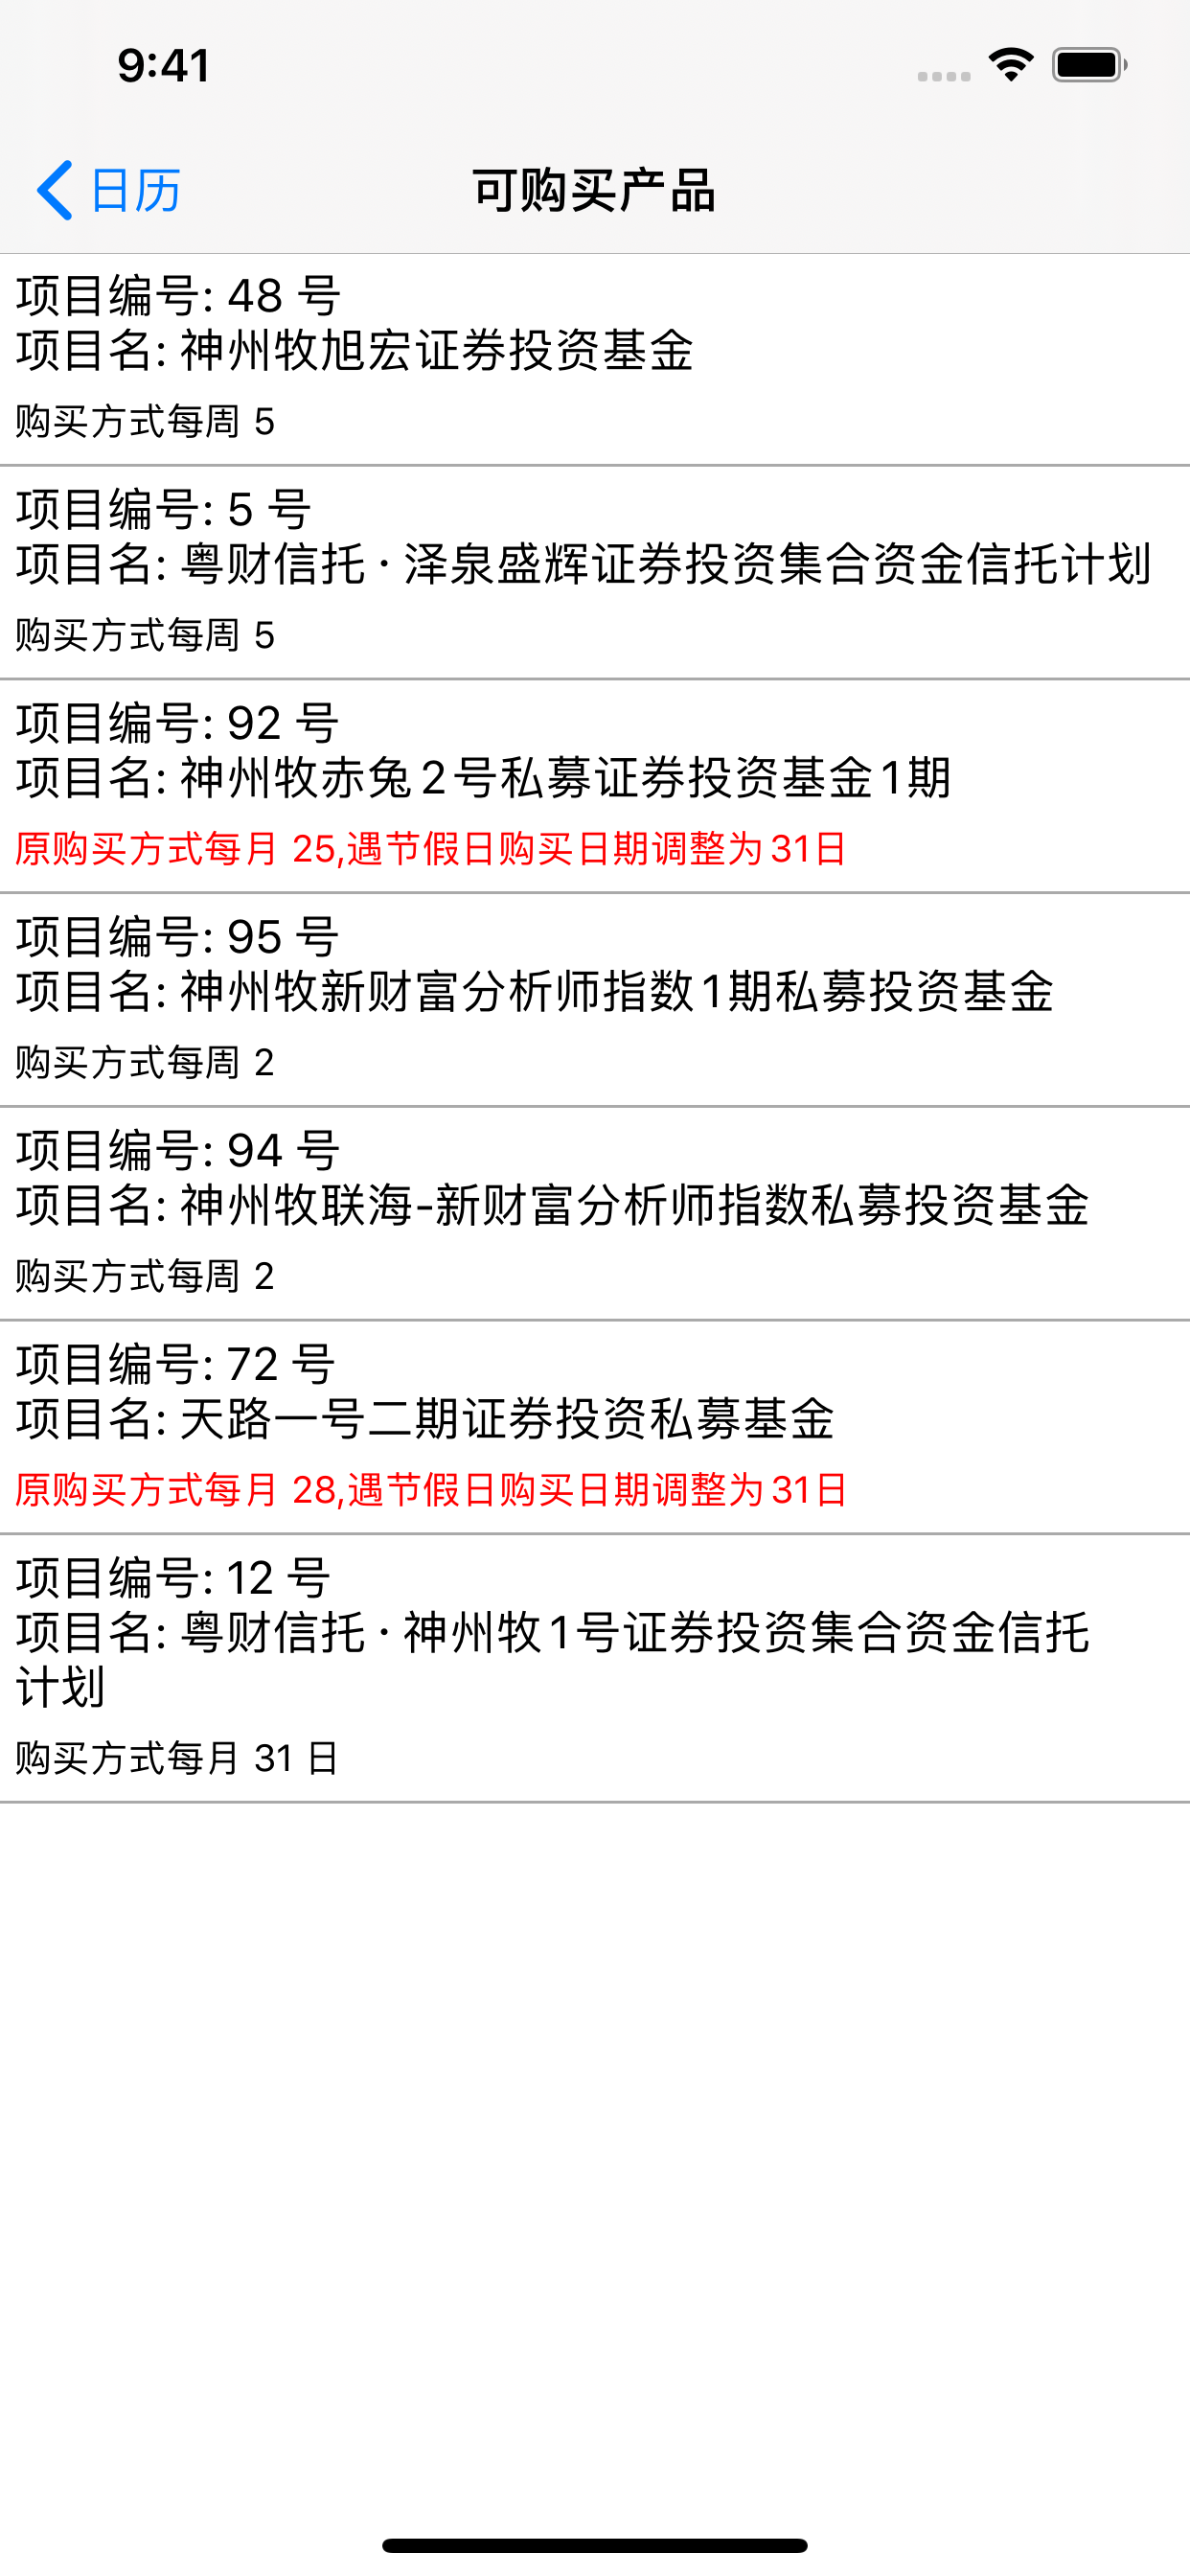 9:41
日历
可购买产品
项目编号: 48 号
项目名: 神州牧旭宏证券投资基金
购买方式每周 5
项目编号: 5 号
项目名: 粤财信托 · 泽泉盛辉证券投资集合资金信托计划
购买方式每周 5
项目编号: 92 号
项目名: 神州牧赤兔2号私募证券投资基金1期
原购买方式每月 25,遇节假日购买日期调整为31日
项目编号: 95 号
项目名: 神州牧新财富分析师指数1期私募投资基金
购买方式每周 2
项目编号: 94 号
项目名: 神州牧联海-新财富分析师指数私募投资基金
购买方式每周 2
项目编号: 72 号
项目名: 天路一号二期证券投资私募基金
原购买方式每月 28,遇节假日购买日期调整为31日
项目编号: 12 号
项目名: 粤财信托 · 神州牧1号证券投资集合资金信托
计划
购买方式每月 31 日